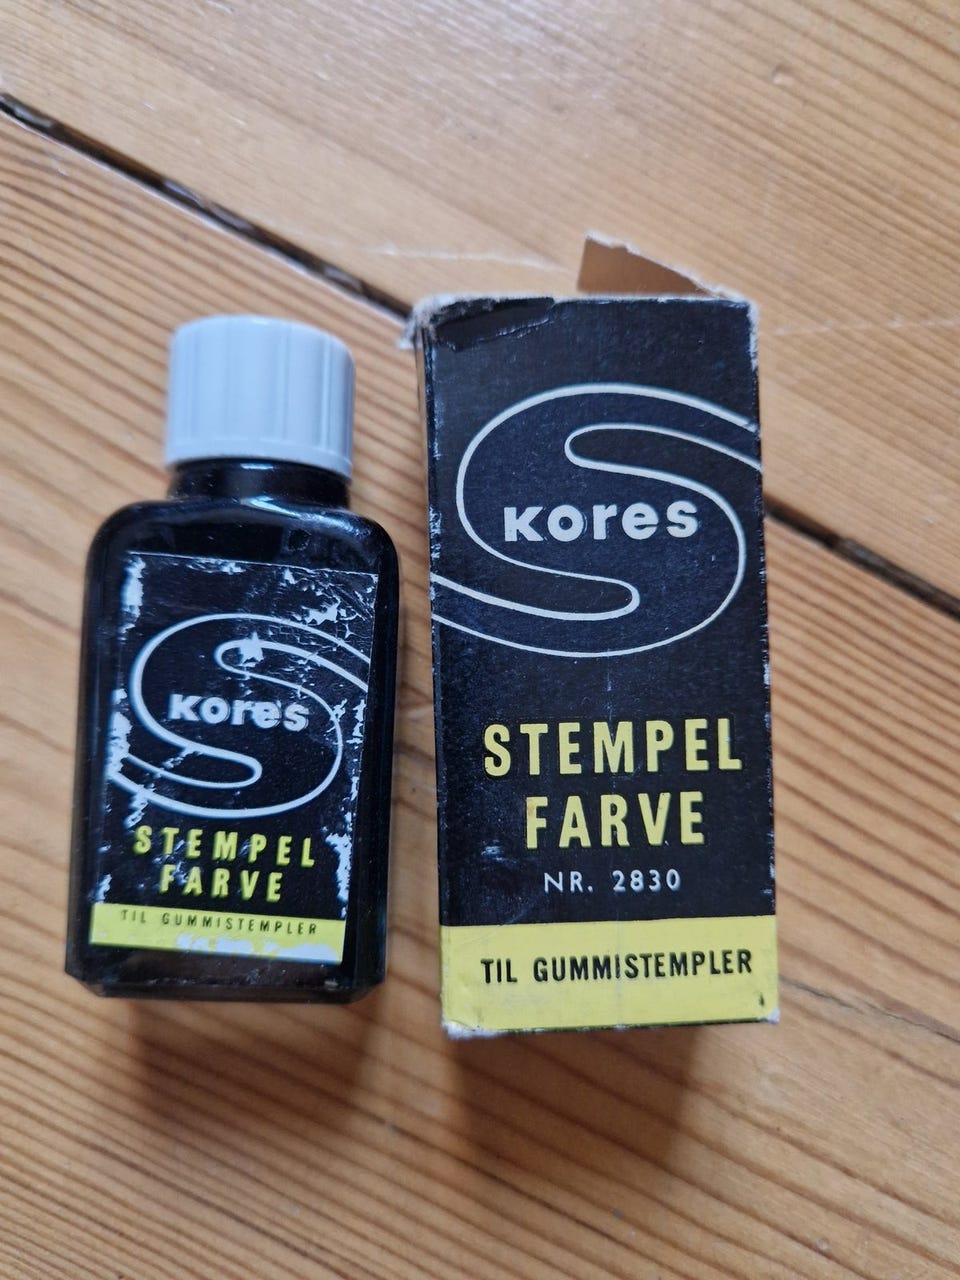 Kores
STEMPEL
FARVE
TIL GUMMISTEMPLER
Kores
STEMPEL
FARVE
NR. 2830
TIL GUMMISTEMPLER